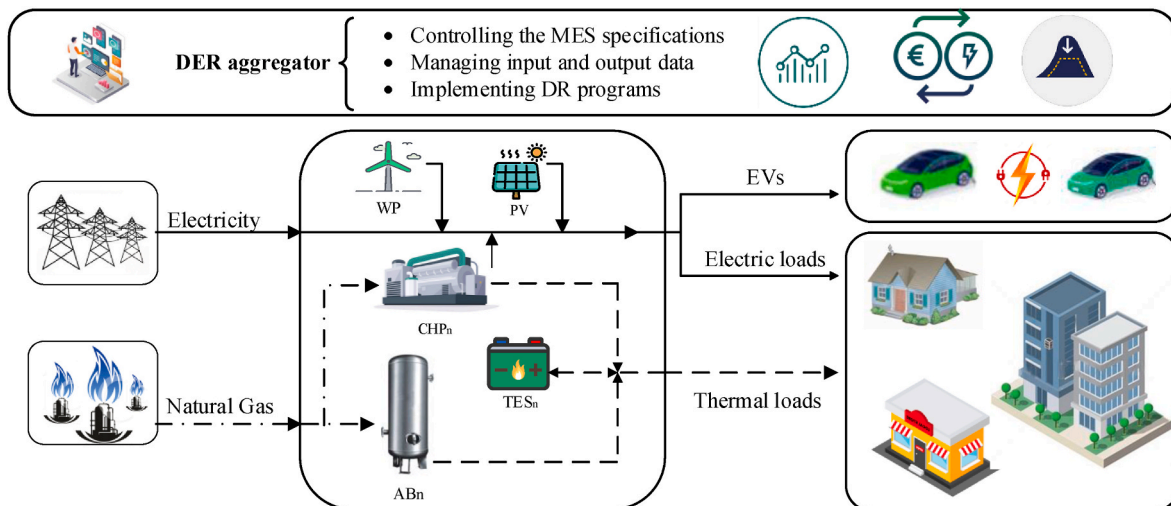 DER aggregator
• Controlling the MES specifications
• Managing input and output data
• Implementing DR programs
€
WP
PV
EVs
Electricity
Electric loads
CHPn
TESn
Natural Gas
Thermal loads
ABn